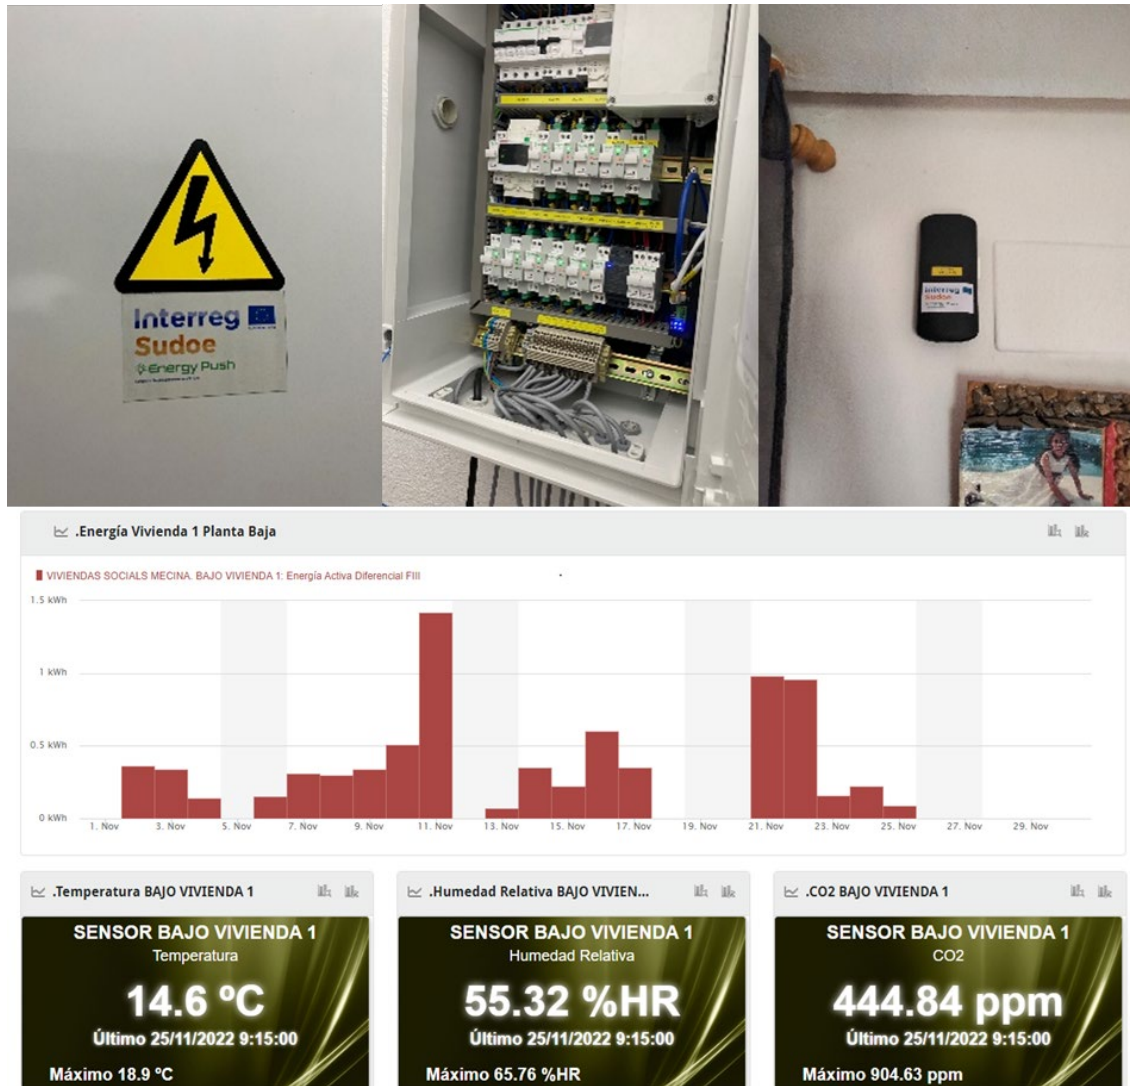 Interreg
Sudoe
Energy Push
Interreg
Sudoe
.Energía Vivienda 1 Planta Baja
VIVIENDAS SOCIALS MECINA. BAJO VIVIENDA 1: Energía Activa Diferencial FIII
1.5 kWh
1 kWh
0.5 kWh
0 kWh
1. Nov 3. Nov 5. Nov 7. Nov 9. Nov 11. Nov 13. Nov 15. Nov 17. Nov 19. Nov 21. Nov 23. Nov 25. Nov 27. Nov 29. Nov
.Temperatura BAJO VIVIENDA 1
SENSOR BAJO VIVIENDA 1
Temperatura
14.6 ºC
Último 25/11/2022 9:15:00
Máximo 18.9 ºC
.Humedad Relativa BAJO VIVIEN...
SENSOR BAJO VIVIENDA 1
Humedad Relativa
55.32 %HR
Último 25/11/2022 9:15:00
Máximo 65.76 %HR
.CO2 BAJO VIVIENDA 1
SENSOR BAJO VIVIENDA 1
CO2
444.84 ppm
Último 25/11/2022 9:15:00
Máximo 904.63 ppm